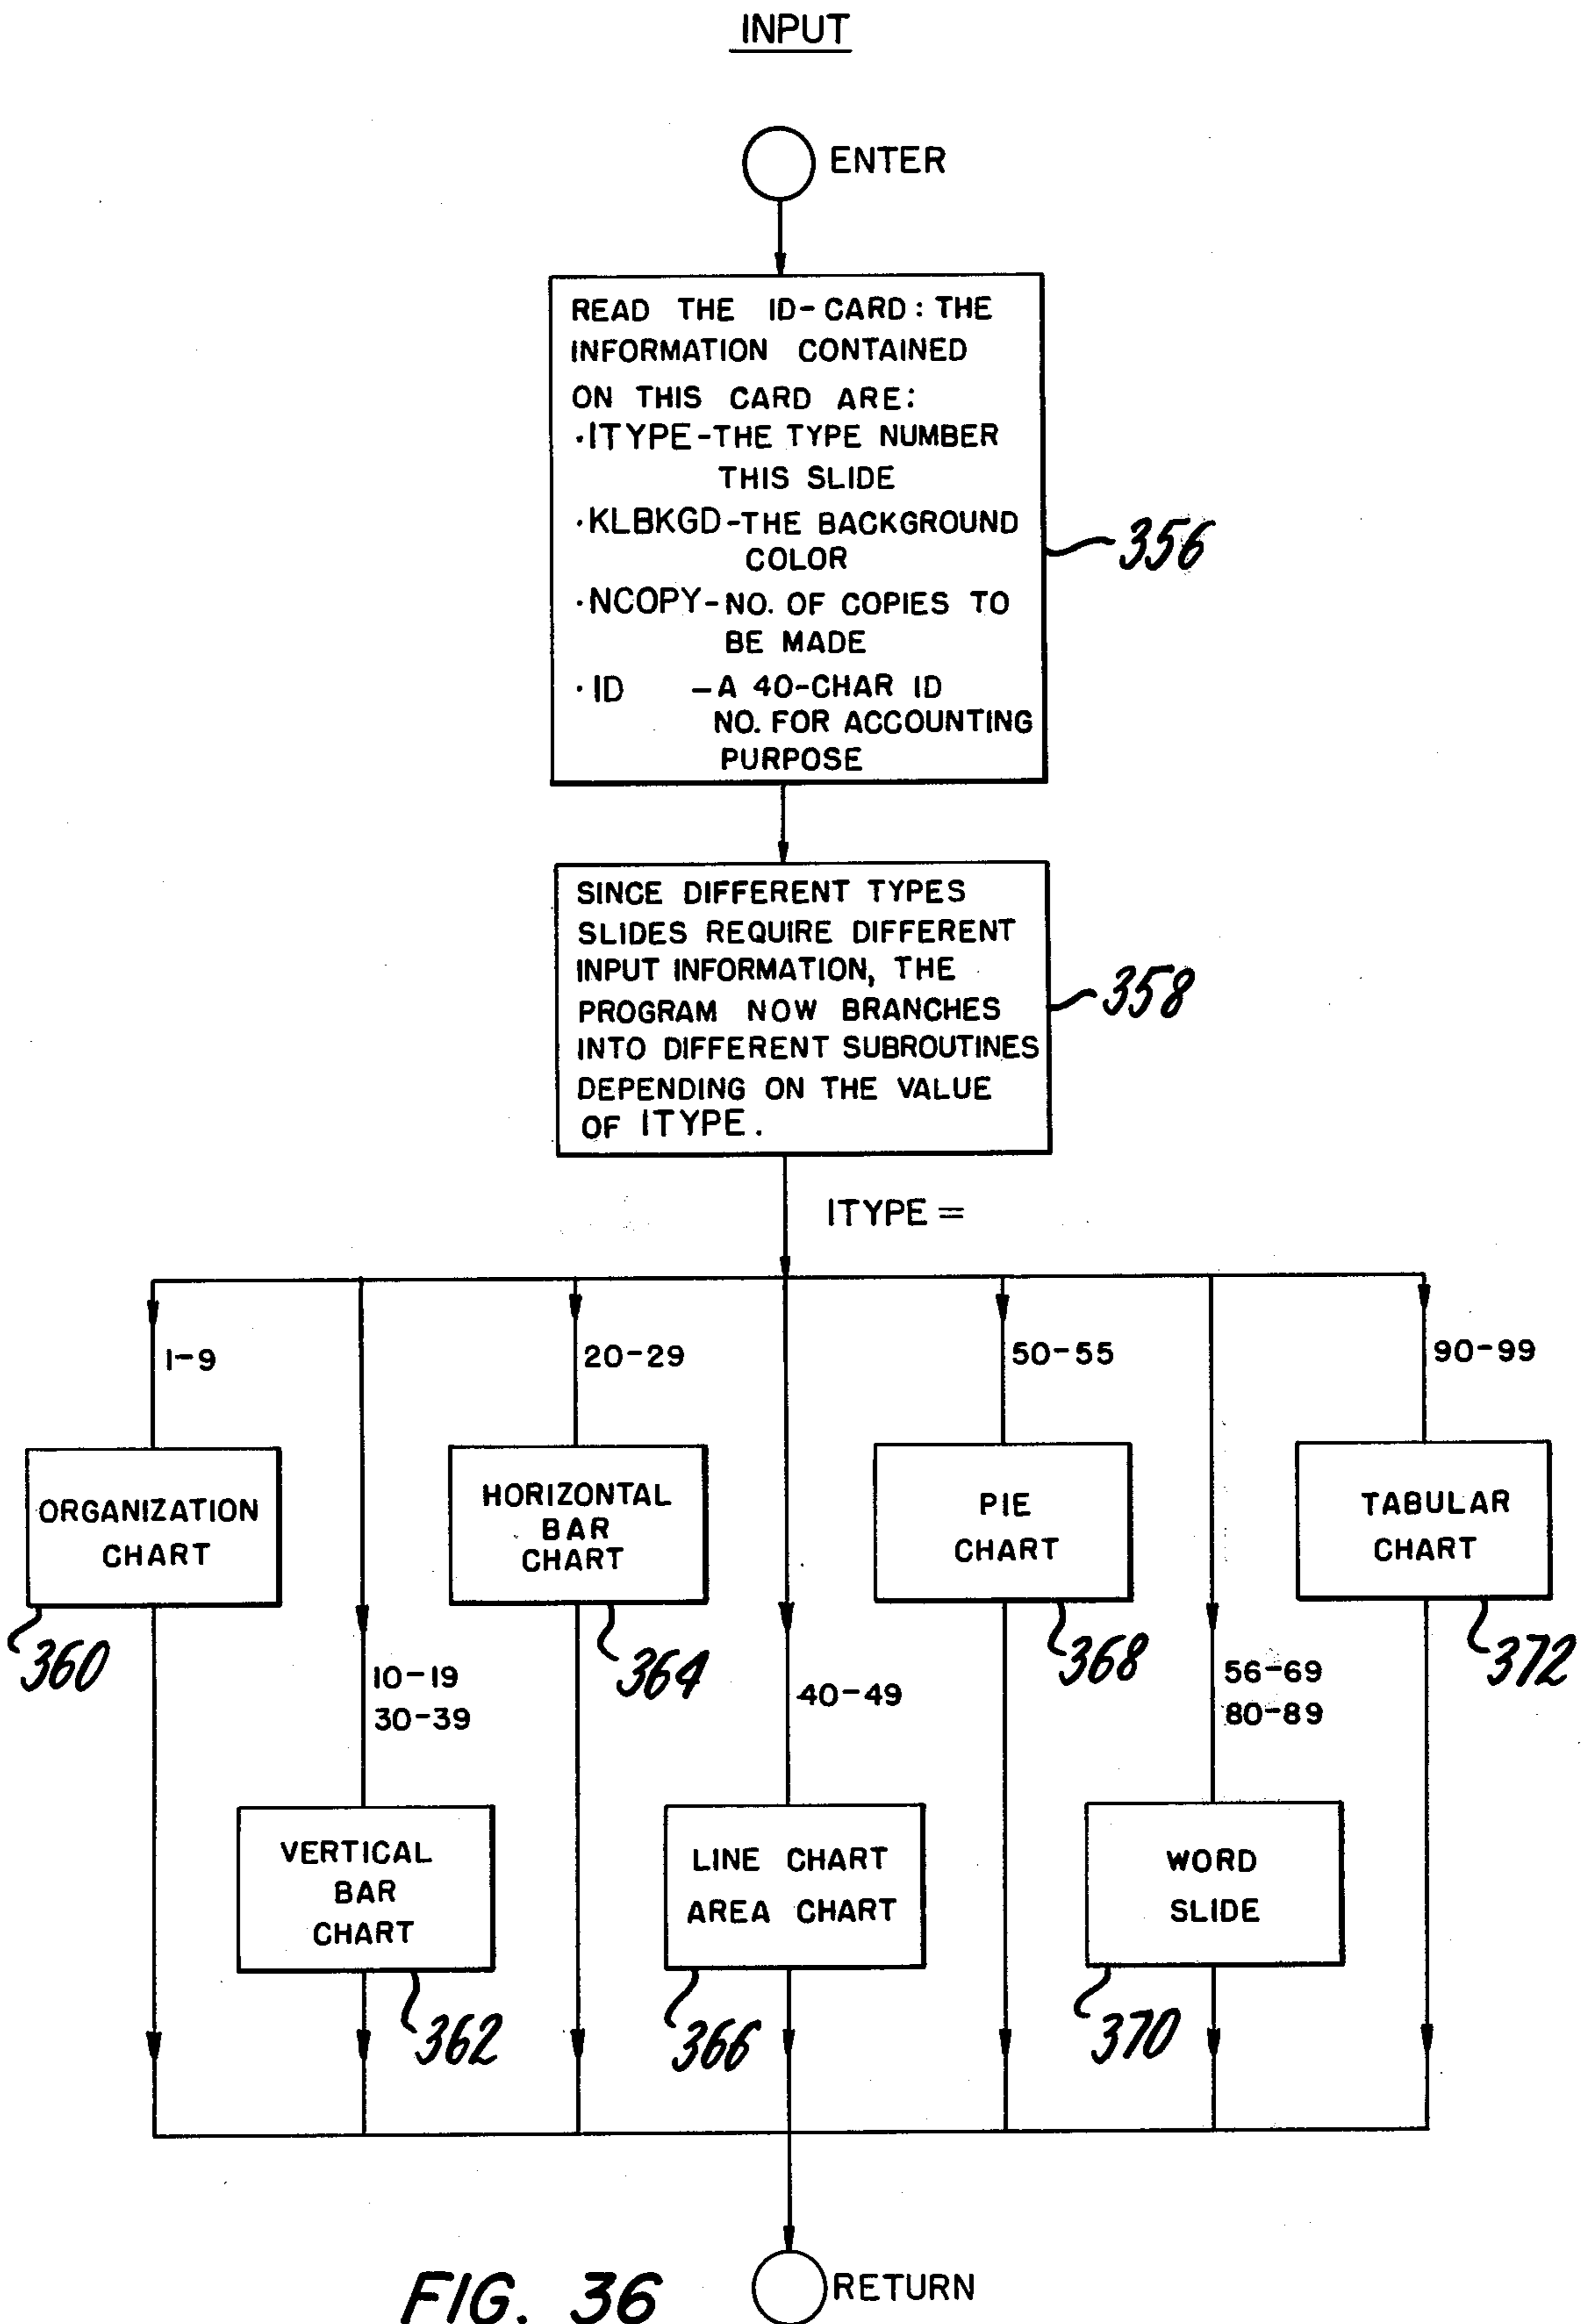 INPUT
ENTER
READ THE ID-CARD: THE
INFORMATION CONTAINED
ON THIS CARD ARE:
·ITYPE-THE TYPE NUMBER
THIS SLIDE
·KLBKGD-THE BACKGROUND
COLOR
·NCOPY-NO. OF COPIES TO
BE MADE
·ID -A 40-CHAR ID
NO. FOR ACCOUNTING
PURPOSE
356
SINCE DIFFERENT TYPES
SLIDES REQUIRE DIFFERENT
INPUT INFORMATION, THE
PROGRAM NOW BRANCHES
INTO DIFFERENT SUBROUTINES
DEPENDING ON THE VALUE
OF ITYPE.
358
ITYPE =
1-9
20-29
50-55
90-99
ORGANIZATION
CHART
360
HORIZONTAL
BAR
CHART
364
PIE
CHART
368
TABULAR
CHART
372
10-19
30-39
40-49
56-69
80-89
VERTICAL
BAR
CHART
362
LINE CHART
AREA CHART
366
WORD
SLIDE
370
RETURN
FIG. 36